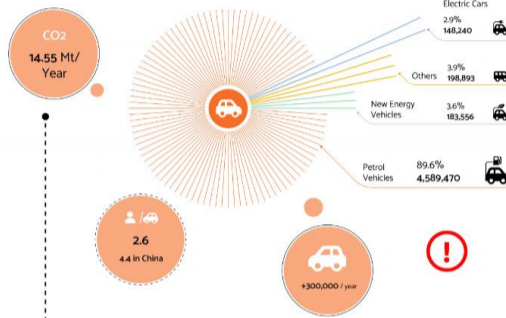 CO2
14.55 Mt/
Year
Electric Cars
2.9%
148,240
Others
3.9%
198,893
New Energy
Vehicles
3.6%
183,556
Petrol
Vehicles
89.6%
4,589,470
/
2.6
4.4 in China
+300,000 / year
!